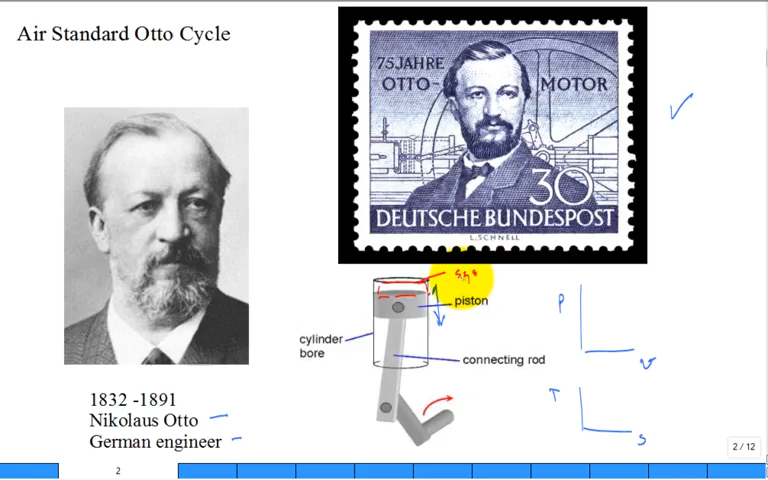 Air Standard Otto Cycle
75 JAHRE
OTTO-MOTOR
30
DEUTSCHE BUNDESPOST
L.SCHNELL
piston
cylinder
bore
connecting rod
P
v
T
s
1832 -1891
Nikolaus Otto
German engineer
2 / 12
2